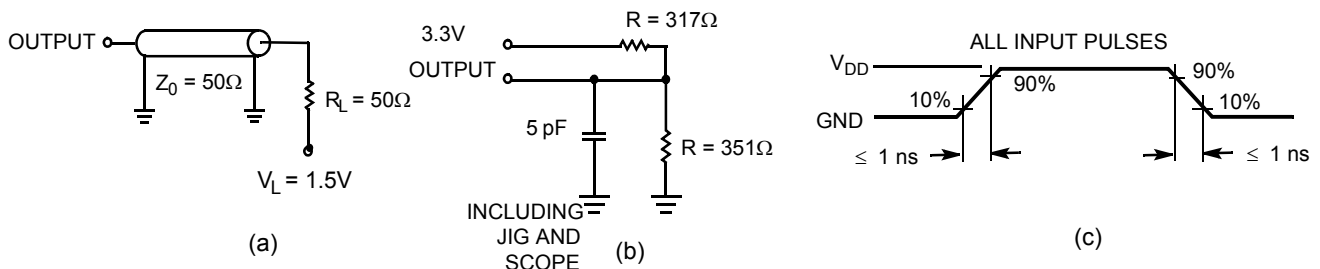 OUTPUT
Z0 = 50Ω
RL = 50Ω
VL = 1.5V
(a)
R = 317Ω
3.3V
OUTPUT
5 pF
R = 351Ω
INCLUDING
JIG AND
SCOPE
(b)
ALL INPUT PULSES
VDD
90%
90%
10%
10%
GND
≤ 1 ns
≤ 1 ns
(c)